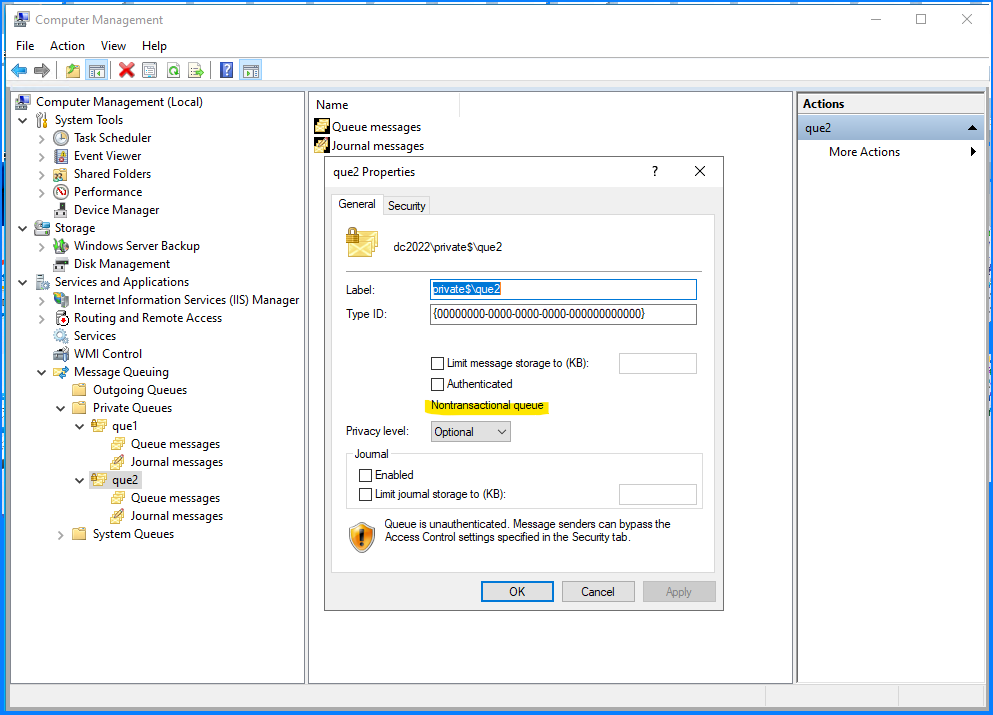 Computer Management
File Action View Help
Computer Management (Local)
System Tools
Task Scheduler
Event Viewer
Shared Folders
Performance
Device Manager
Storage
Windows Server Backup
Disk Management
Services and Applications
Internet Information Services (IIS) Manager
Routing and Remote Access
Services
WMI Control
Message Queuing
Outgoing Queues
Private Queues
que1
Queue messages
Journal messages
que2
Queue messages
Journal messages
System Queues
Name
Queue messages
Journal messages
que2 Properties
General Security
dc2022\private$\que2
Label: private$\que2
Type ID: {00000000-0000-0000-0000-000000000000}
Limit message storage to (KB):
Authenticated
Nontransactional queue
Privacy level: Optional
Journal
Enabled
Limit journal storage to (KB):
Queue is unauthenticated. Message senders can bypass the
Access Control settings specified in the Security tab.
OK Cancel Apply
Actions
que2
More Actions